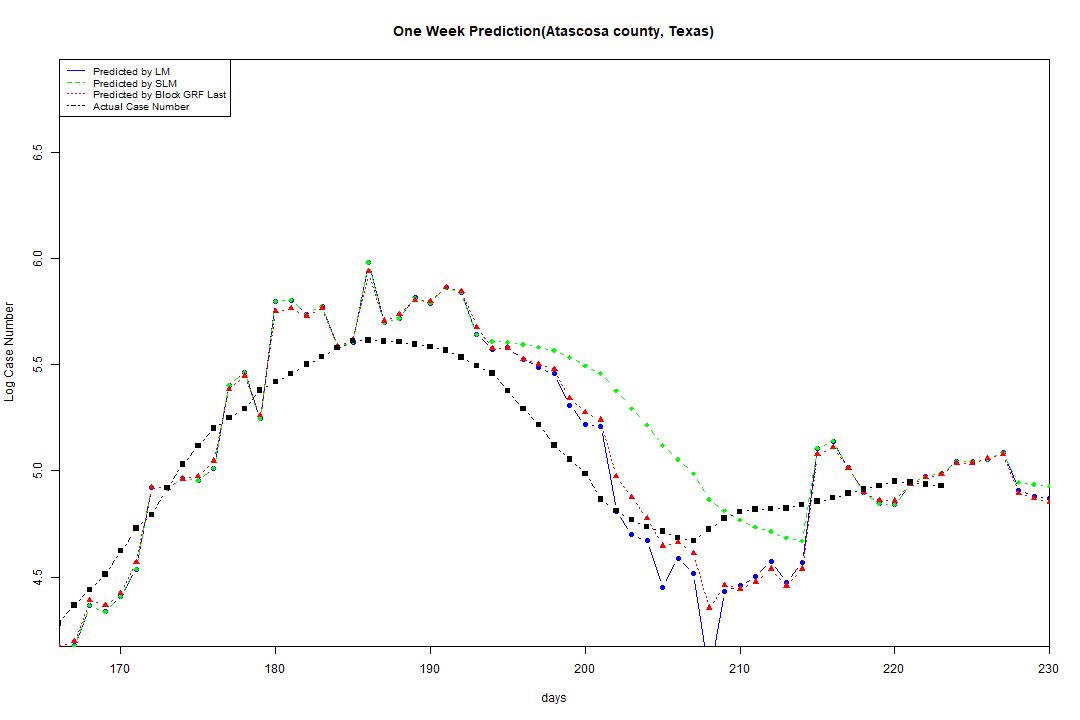 One Week Prediction(Atascosa county, Texas)
Predicted by LM
Predicted by SLM
Predicted by Block GRF Last
Actual Case Number
Log Case Number
6.5
6.0
5.5
5.0
4.5
170 180 190 200 210 220 230
days